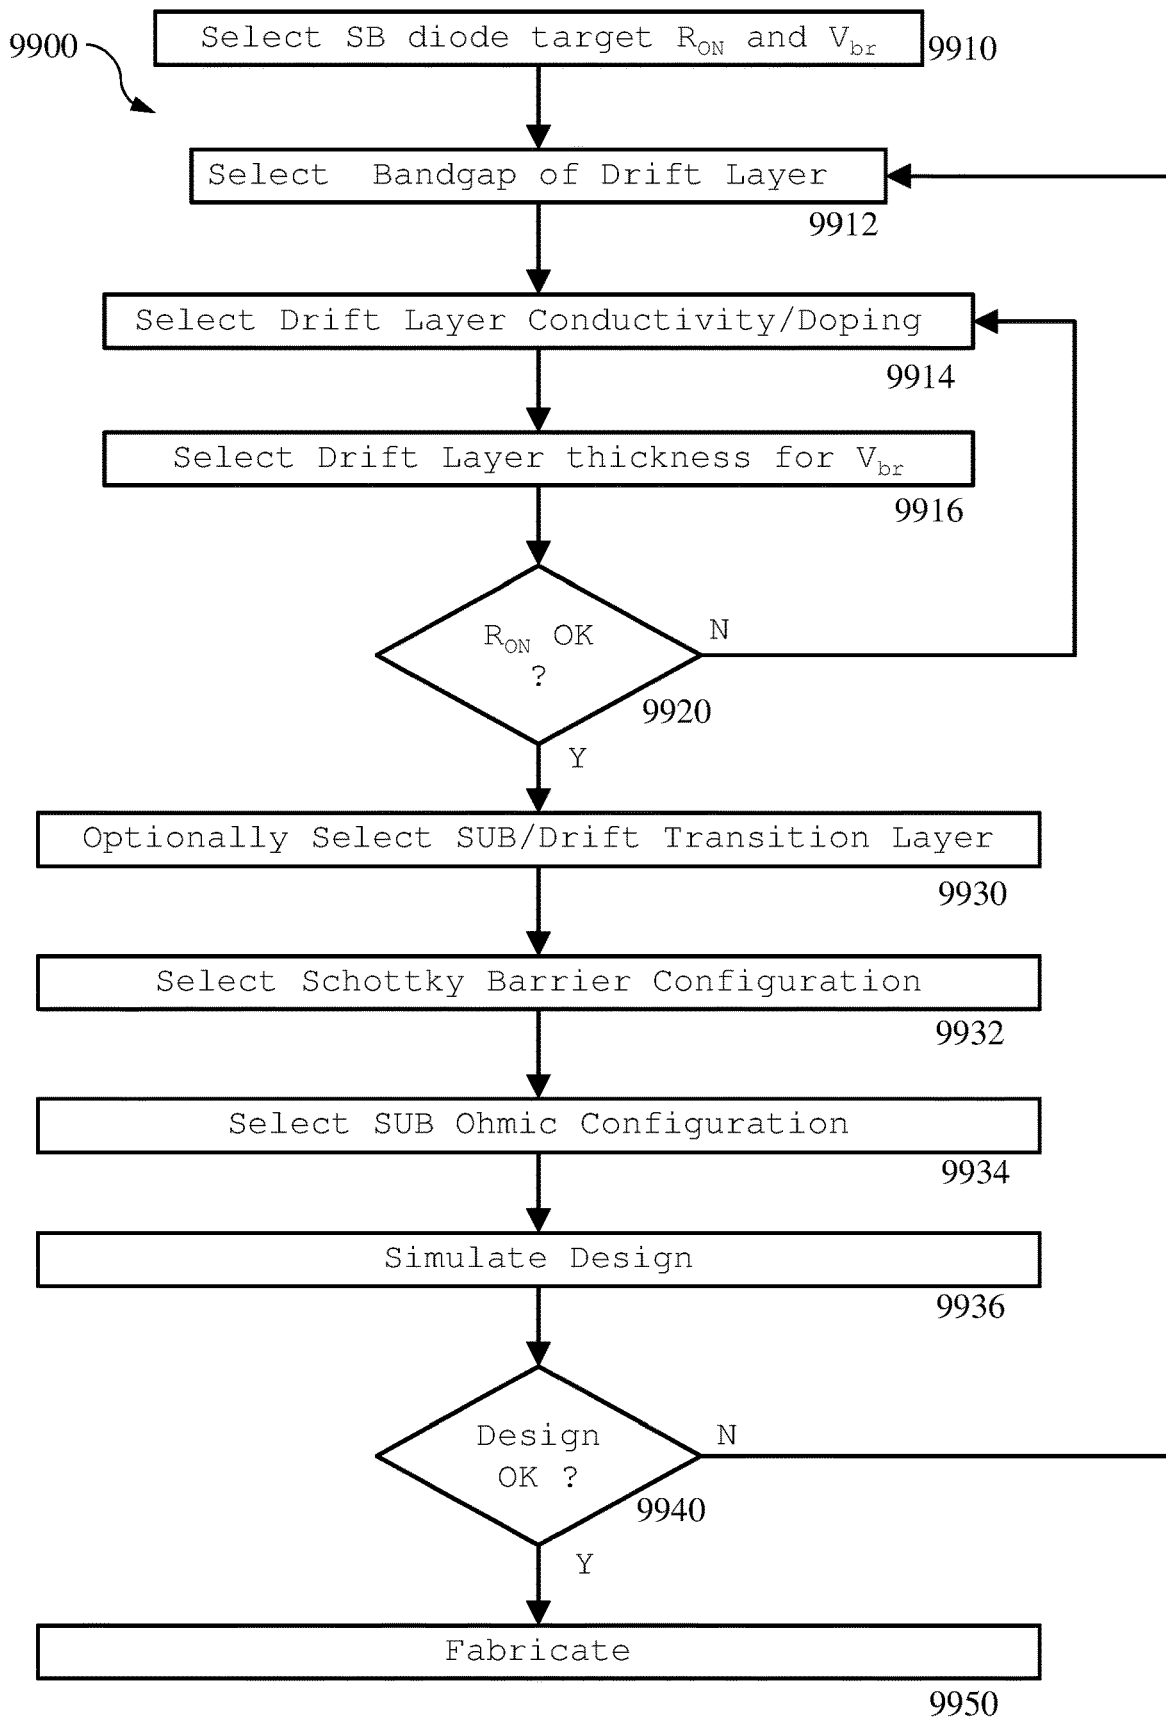 Select SB diode target RON and Vbr
9910
9900
Select Bandgap of Drift Layer
9912
Select Drift Layer Conductivity/Doping
9914
Select Drift Layer thickness for Vbr
9916
RON OK
?
N
9920
Y
Optionally Select SUB/Drift Transition Layer
9930
Select Schottky Barrier Configuration
9932
Select SUB Ohmic Configuration
9934
Simulate Design
9936
Design
OK ?
N
9940
Y
Fabricate
9950